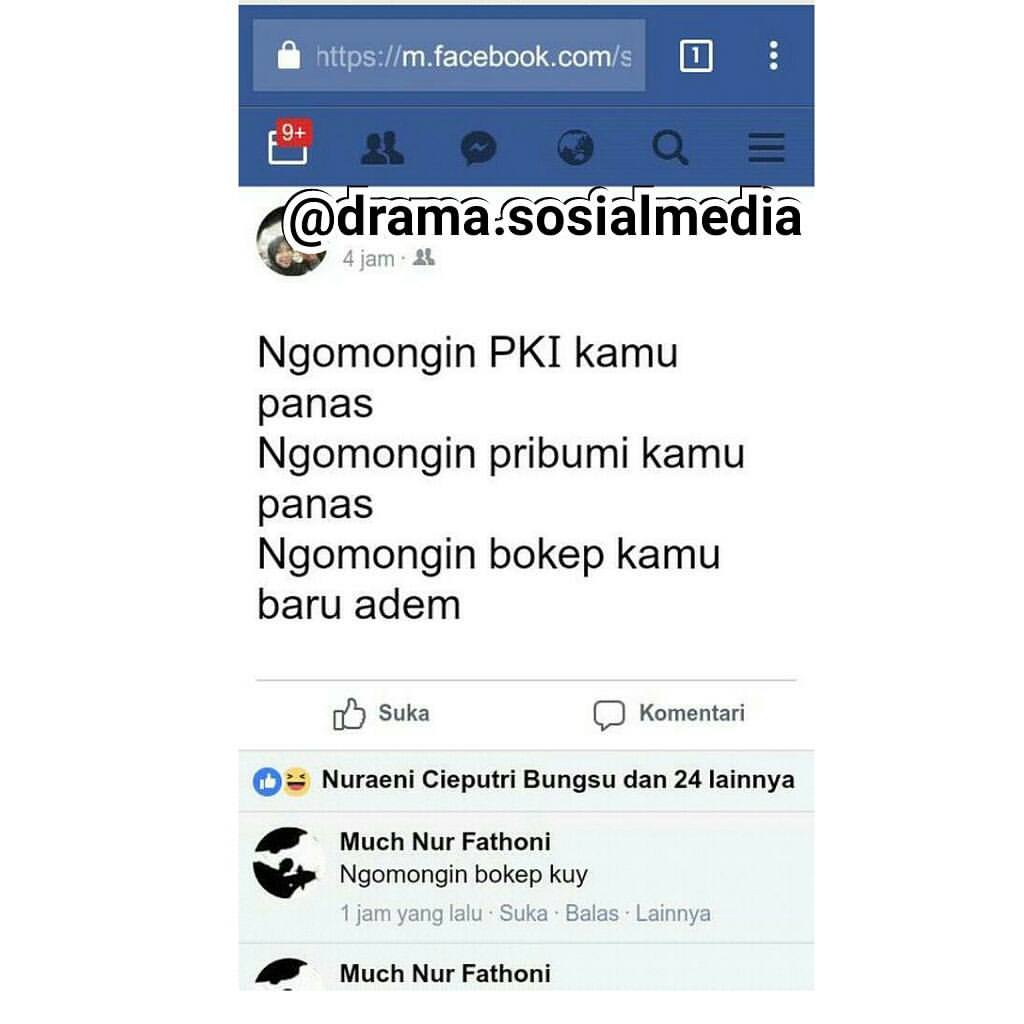 https://m.facebook.com/s
1
9+
@drama.sosialmedia
4 jam ·
Ngomongin PKI kamu
panas
Ngomongin pribumi kamu
panas
Ngomongin bokep kamu
baru adem
Suka
Komentari
Nuraeni Cieputri Bungsu dan 24 lainnya
Much Nur Fathoni
Ngomongin bokep kuy
1 jam yang lalu · Suka · Balas · Lainnya
Much Nur Fathoni